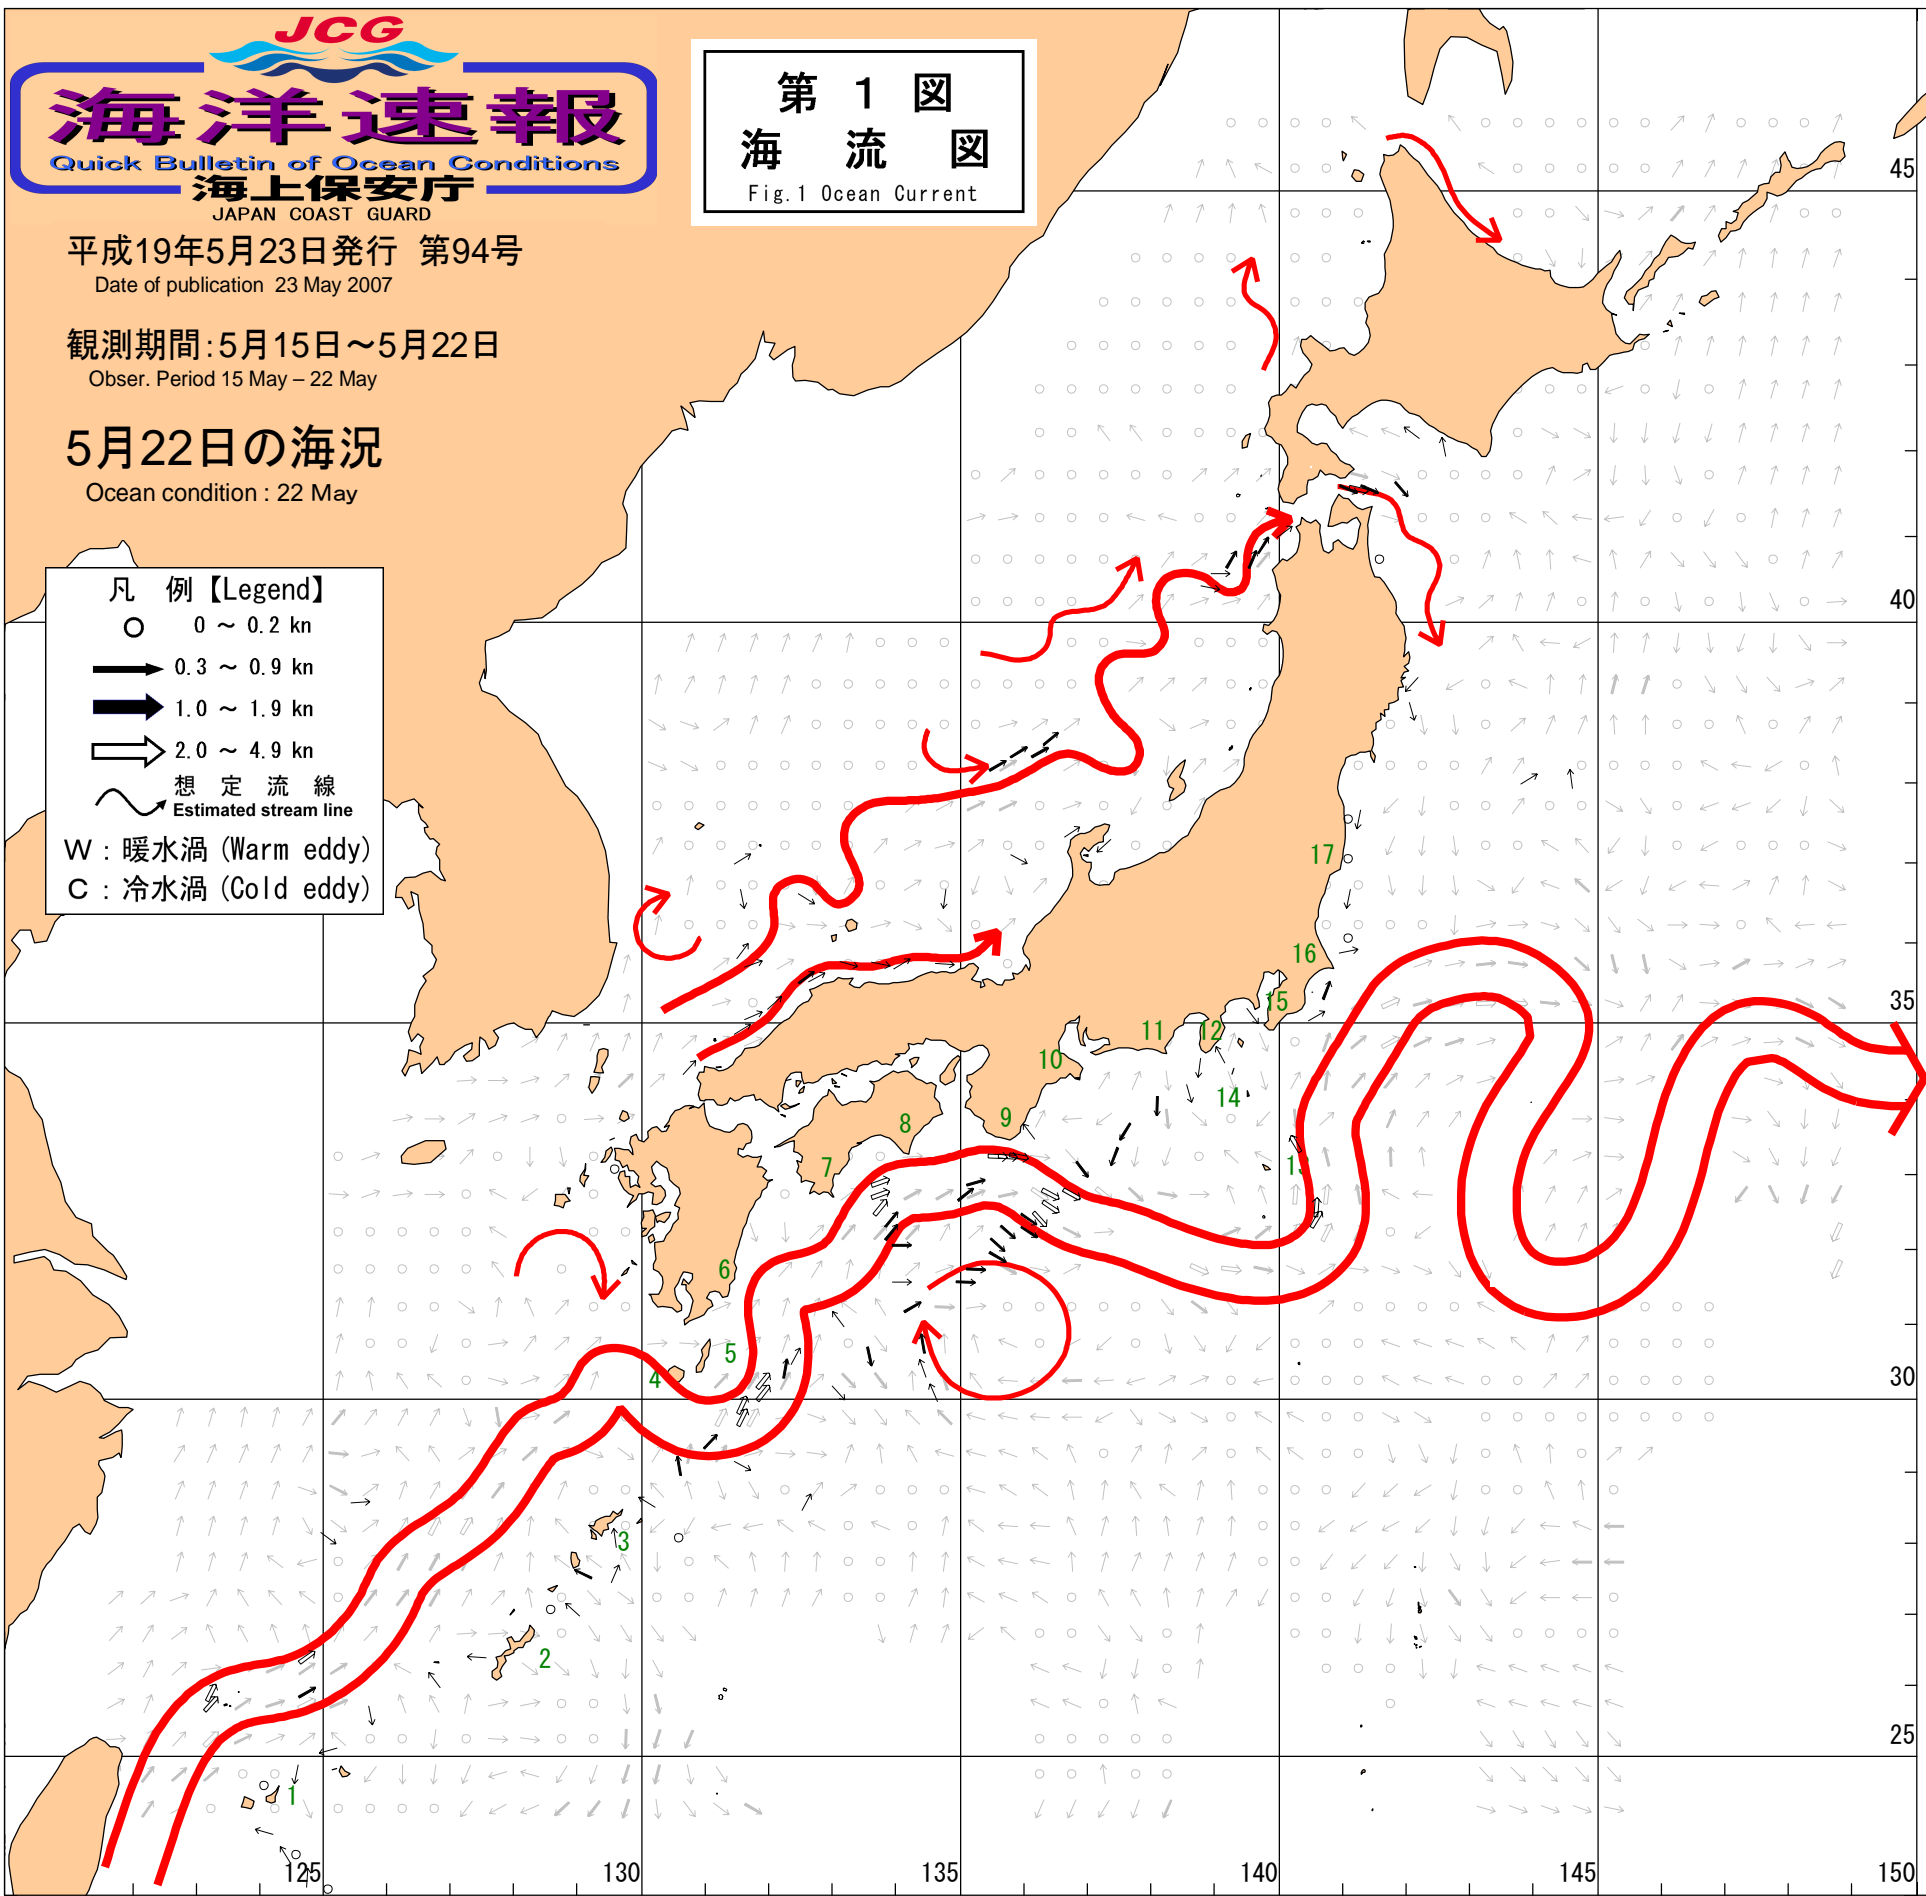 JCG
海洋速報
Quick Bulletin of Ocean Conditions
海上保安庁
JAPAN COAST GUARD
平成19年5月23日発行 第94号
Date of publication 23 May 2007
観測期間:5月15日～5月22日
Obser. Period 15 May – 22 May
5月22日の海況
Ocean condition : 22 May
第 1 図
海 流 図
Fig.1 Ocean Current
凡 例【Legend】
0 ～ 0.2 kn
0.3 ～ 0.9 kn
1.0 ～ 1.9 kn
2.0 ～ 4.9 kn
想 定 流 線
Estimated stream line
W : 暖水渦 (Warm eddy)
C : 冷水渦 (Cold eddy)
45
40
17
16
35
15
11
12
10
14
9
8
7
13
6
5
4
30
3
2
25
1
125
130
135
140
145
150